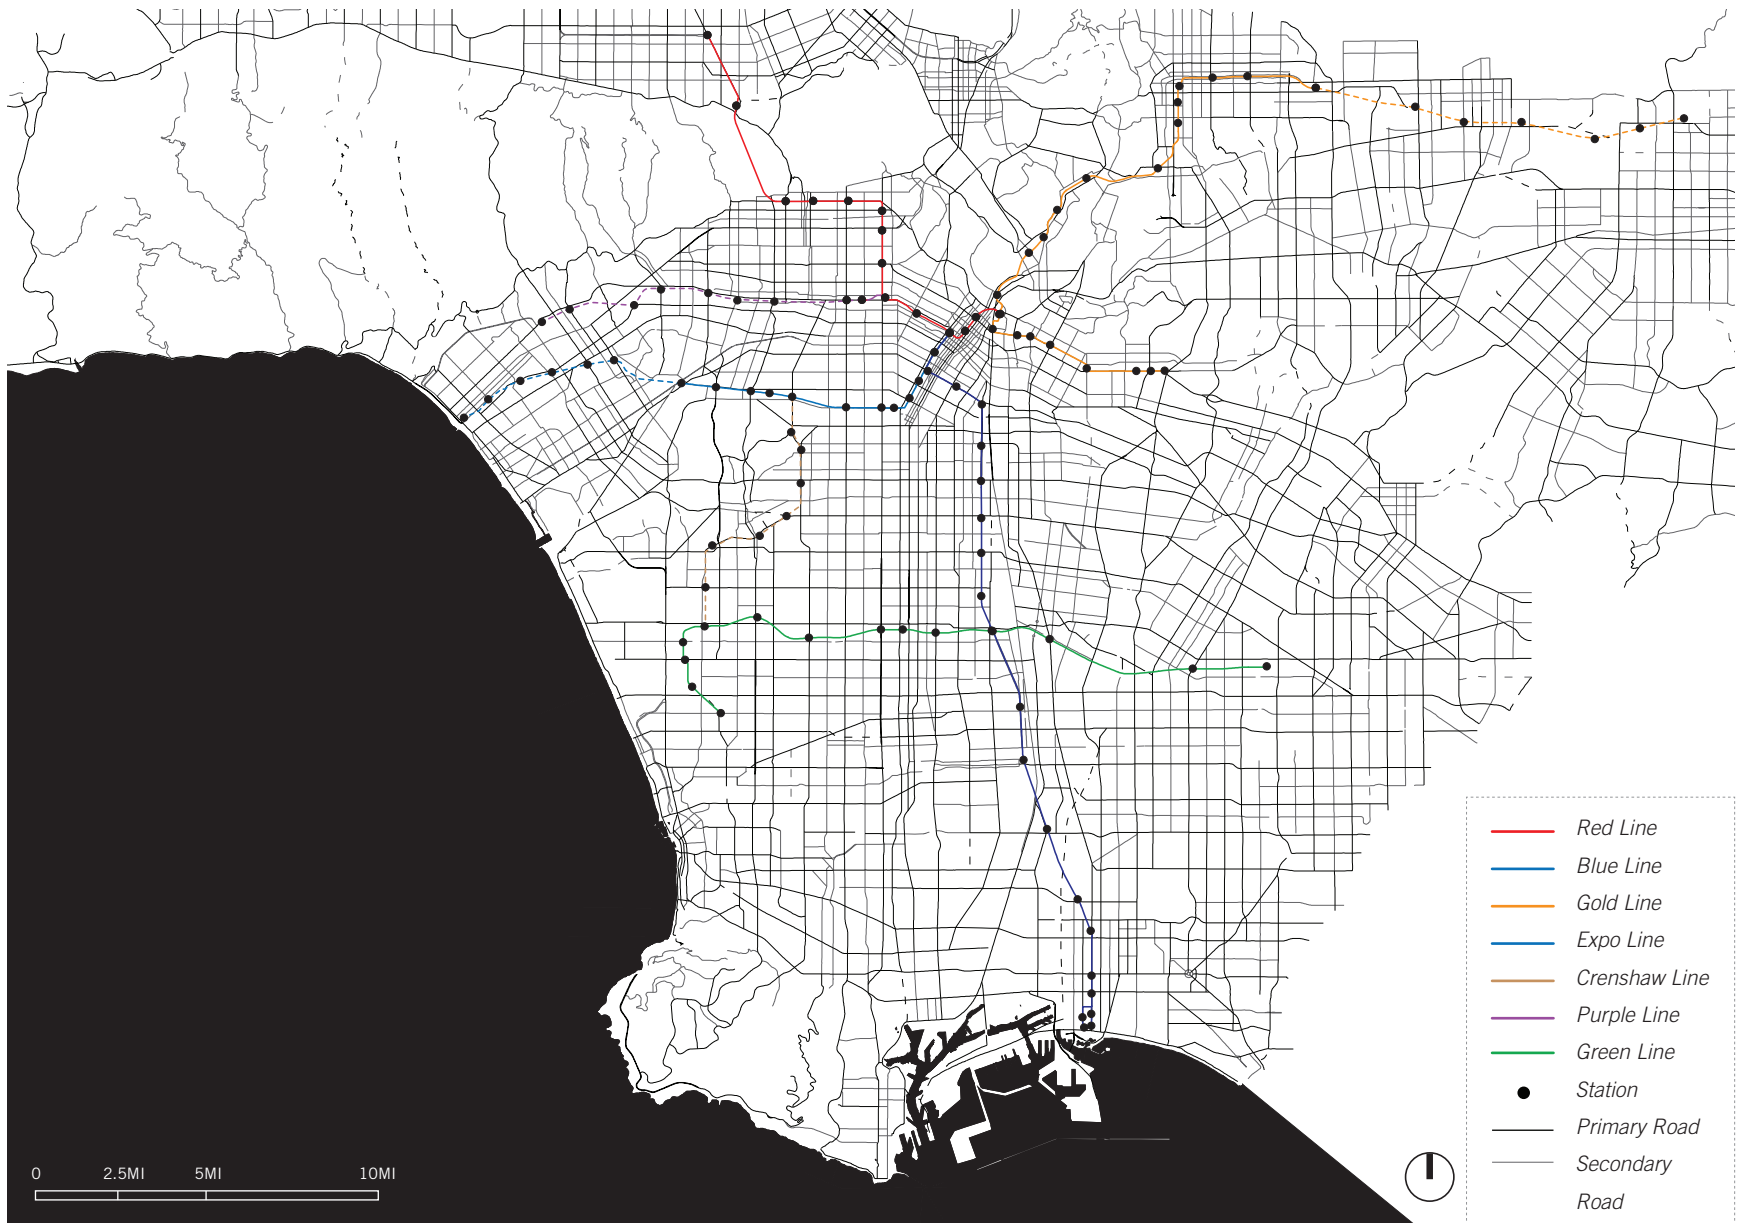 Red Line
Blue Line
Gold Line
Expo Line
Crenshaw Line
Purple Line
Green Line
Station
Primary Road
Secondary
Road
0 2.5MI 5MI 10MI